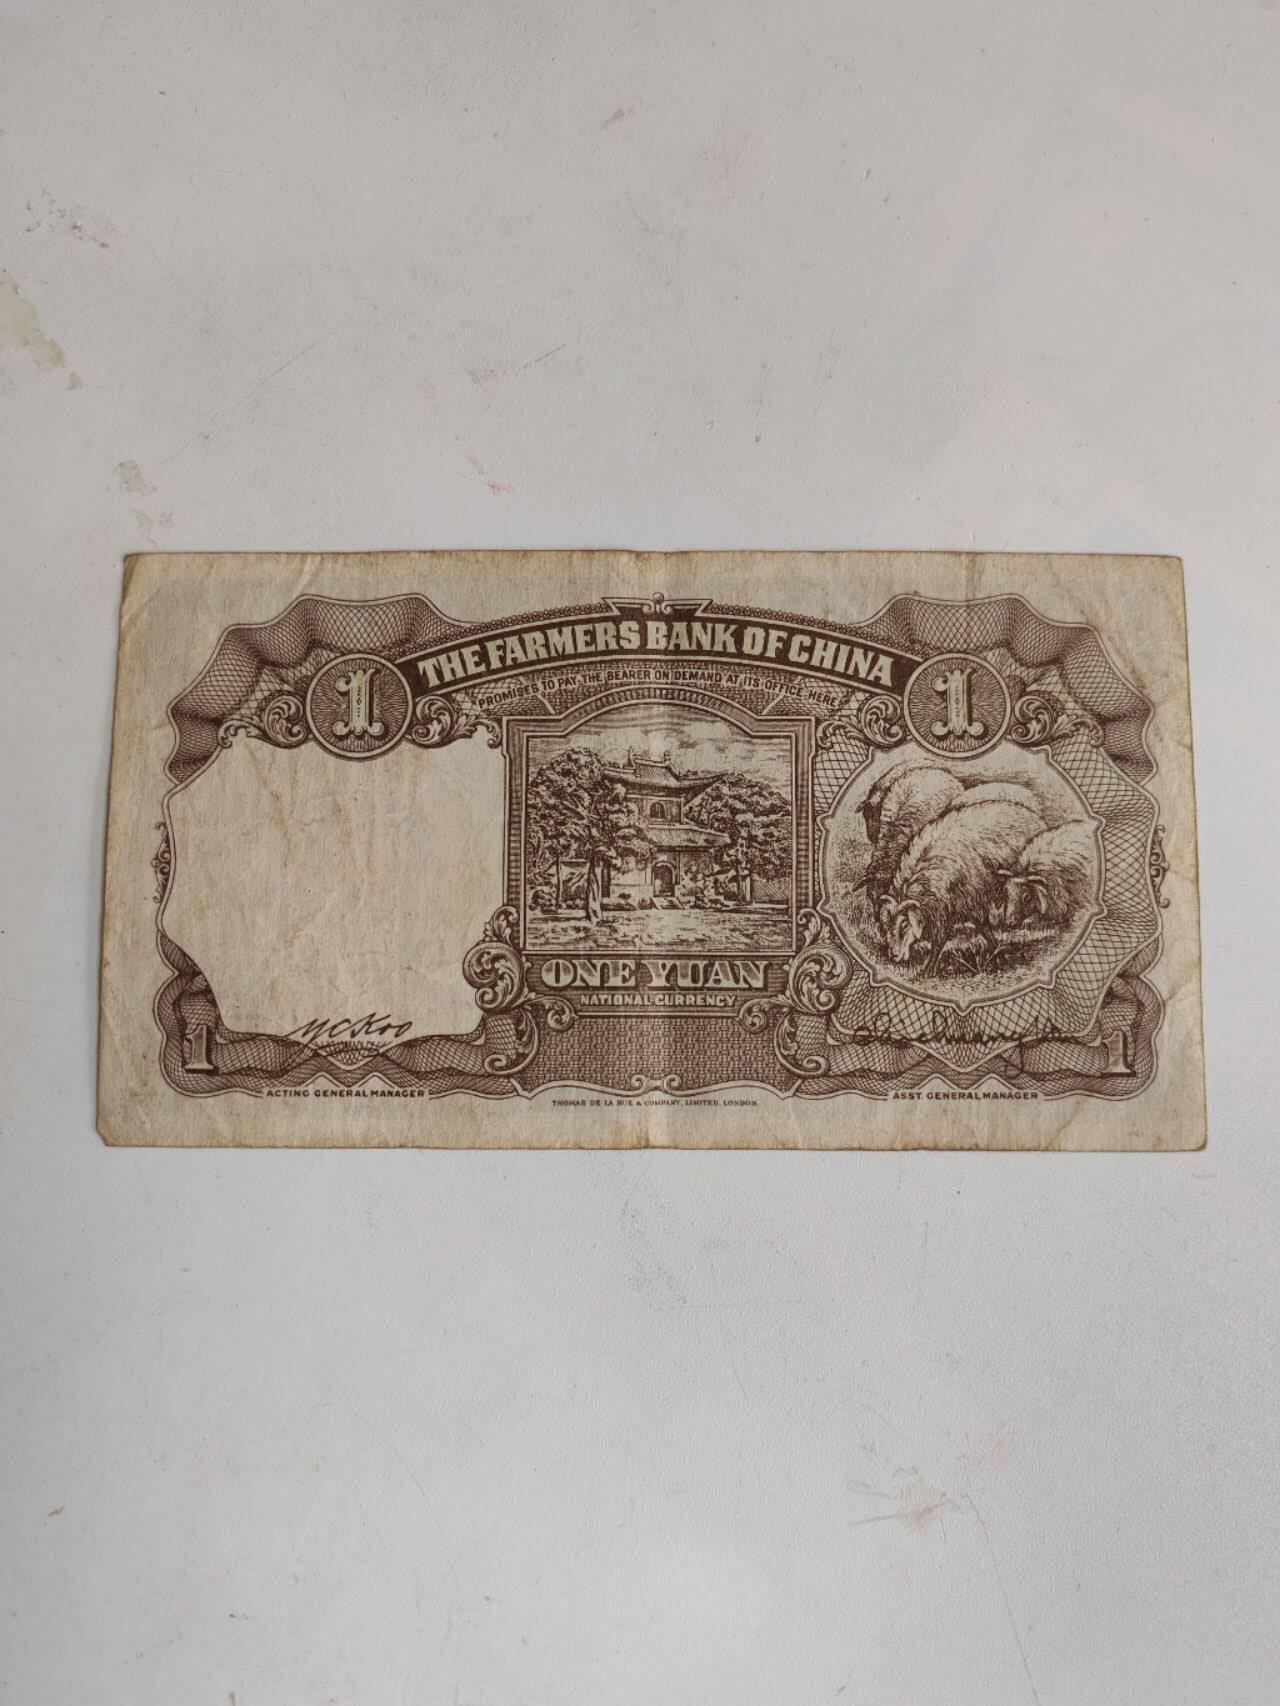 THE FARMERS BANK OF CHINA
PROMISES TO PAY THE BEARER ON DEMAND AT ITS OFFICE HERE
1 1
ONE YUAN
NATIONAL CURRENCY
1 1
ACTING GENERAL MANAGER
ASST. GENERAL MANAGER
THOMAS DE LA RUE & COMPANY, LIMITED, LONDON.